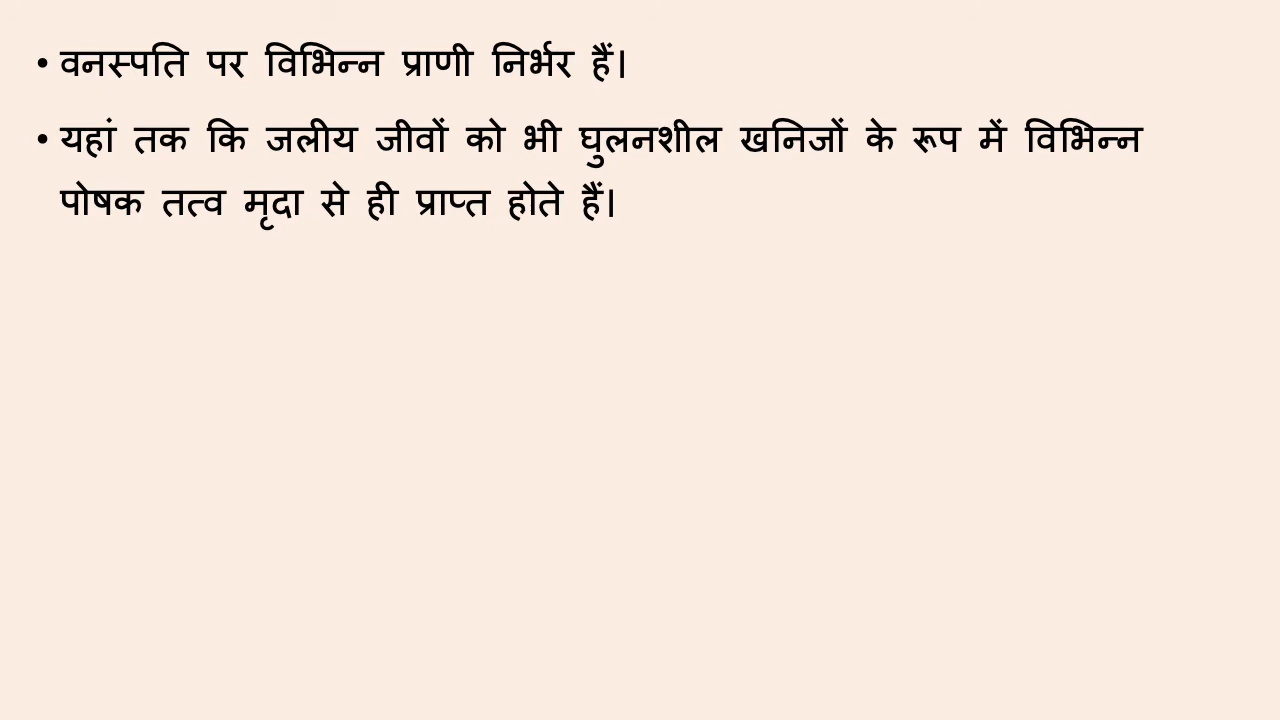 • वनस्पति पर विभिन्न प्राणी निर्भर हैं।
• यहां तक कि जलीय जीवों को भी घुलनशील खनिजों के रूप में विभिन्न
पोषक तत्व मृदा से ही प्राप्त होते हैं।